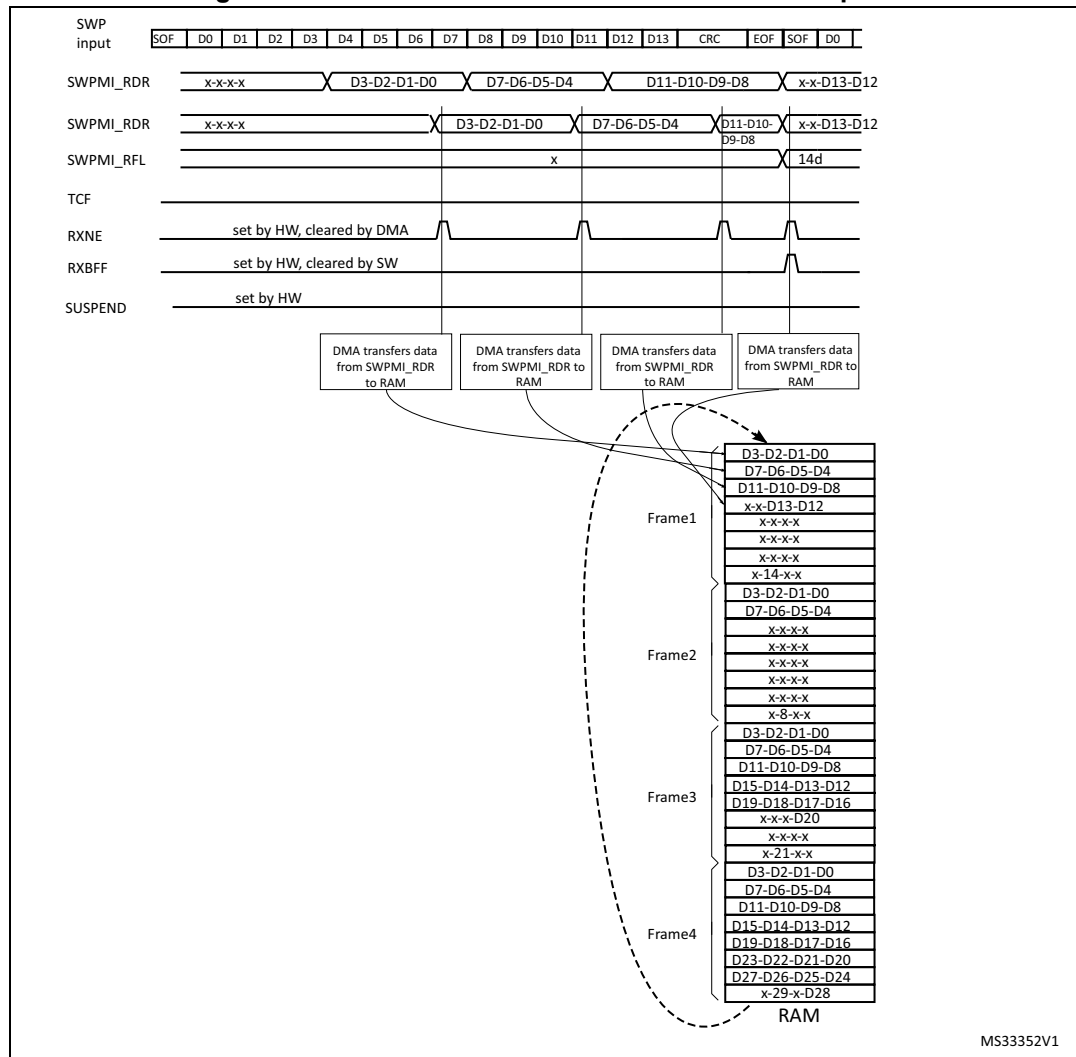 SWP input SOF D0 D1 D2 D3 D4 D5 D6 D7 D8 D9 D10 D11 D12 D13 CRC EOF SOF D0
SWPMI_RDR x-x-x-x D3-D2-D1-D0 D7-D6-D5-D4 D11-D10-D9-D8 x-x-D13-D12
SWPMI_RDR x-x-x-x D3-D2-D1-D0 D7-D6-D5-D4 D11-D10-D9-D8 x-x-D13-D12
SWPMI_RFL x 14d
TCF
RXNE set by HW, cleared by DMA
RXBFF set by HW, cleared by SW
SUSPEND set by HW
DMA transfers data from SWPMI_RDR to RAM
DMA transfers data from SWPMI_RDR to RAM
DMA transfers data from SWPMI_RDR to RAM
DMA transfers data from SWPMI_RDR to RAM
Frame1
D3-D2-D1-D0
D7-D6-D5-D4
D11-D10-D9-D8
x-x-D13-D12
x-x-x-x
x-x-x-x
x-x-x-x
x-14-x-x
Frame2
D3-D2-D1-D0
D7-D6-D5-D4
x-x-x-x
x-x-x-x
x-x-x-x
x-x-x-x
x-x-x-x
x-8-x-x
Frame3
D3-D2-D1-D0
D7-D6-D5-D4
D11-D10-D9-D8
D15-D14-D13-D12
D19-D18-D17-D16
x-x-x-D20
x-x-x-x
x-21-x-x
Frame4
D3-D2-D1-D0
D7-D6-D5-D4
D11-D10-D9-D8
D15-D14-D13-D12
D19-D18-D17-D16
D23-D22-D21-D20
D27-D26-D25-D24
x-29-x-D28
RAM
MS33352V1